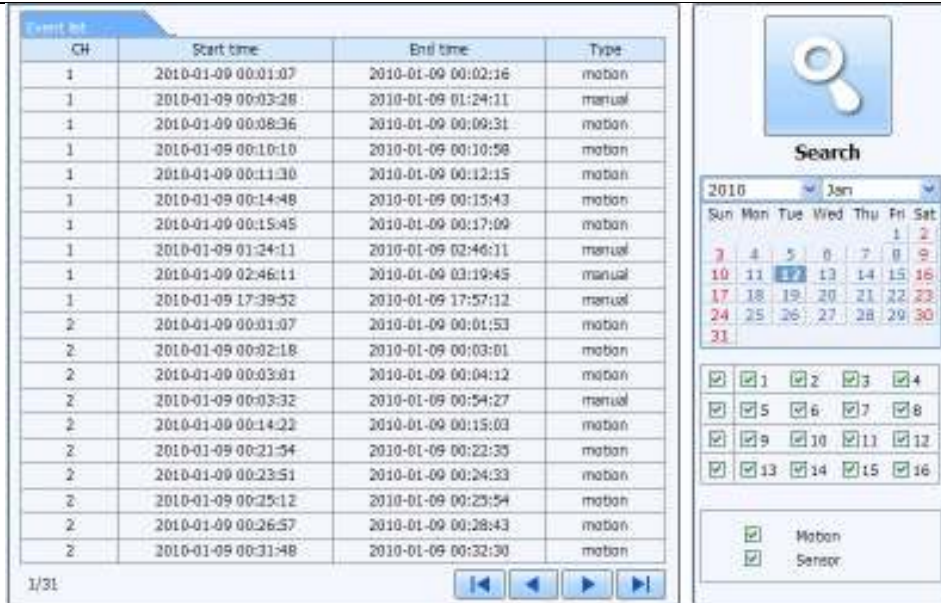 Event list
CH Start time End time Type
1 2010-01-09 00:01:07 2010-01-09 00:02:16 motion
1 2010-01-09 00:03:28 2010-01-09 01:24:11 manual
1 2010-01-09 00:08:36 2010-01-09 00:09:31 motion
1 2010-01-09 00:10:10 2010-01-09 00:10:58 motion
1 2010-01-09 00:11:30 2010-01-09 00:12:15 motion
1 2010-01-09 00:14:48 2010-01-09 00:15:43 motion
1 2010-01-09 00:15:45 2010-01-09 00:17:09 motion
1 2010-01-09 01:24:11 2010-01-09 02:46:11 manual
1 2010-01-09 02:46:11 2010-01-09 03:19:45 manual
1 2010-01-09 17:39:52 2010-01-09 17:57:12 manual
2 2010-01-09 00:01:07 2010-01-09 00:01:53 motion
2 2010-01-09 00:02:18 2010-01-09 00:03:01 motion
2 2010-01-09 00:03:01 2010-01-09 00:04:12 motion
2 2010-01-09 00:03:32 2010-01-09 00:54:27 manual
2 2010-01-09 00:14:22 2010-01-09 00:15:03 motion
2 2010-01-09 00:21:54 2010-01-09 00:22:35 motion
2 2010-01-09 00:23:51 2010-01-09 00:24:33 motion
2 2010-01-09 00:25:12 2010-01-09 00:25:54 motion
2 2010-01-09 00:26:57 2010-01-09 00:28:43 motion
2 2010-01-09 00:31:48 2010-01-09 00:32:30 motion
1/31
Search
2010 Jan
Sun Mon Tue Wed Thu Fri Sat
1 2
3 4 5 6 7 8 9
10 11 12 13 14 15 16
17 18 19 20 21 22 23
24 25 26 27 28 29 30
31
1 2 3 4
5 6 7 8
9 10 11 12
13 14 15 16
Motion
Sensor